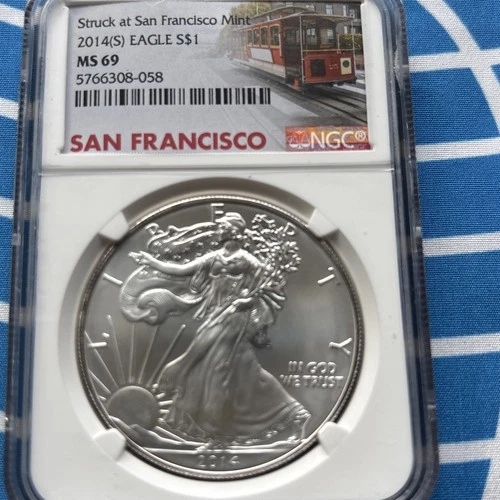 Struck at San Francisco Mint
2014(S) EAGLE S$1
MS 69
5766308-058
SAN FRANCISCO
NGC®
LIBERTY
IN GOD
WE TRUST
2014